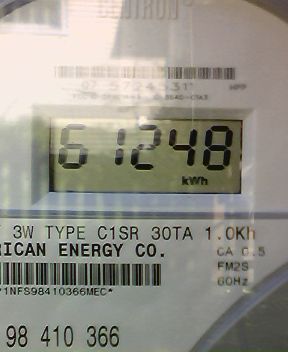 CENTRON
61248
kWh
3W TYPE C1SR 30TA 1.0Kh
RICAN ENERGY CO.
CA 0.5
FM2S
60Hz
*1NFS98410366MEC*
98 410 366